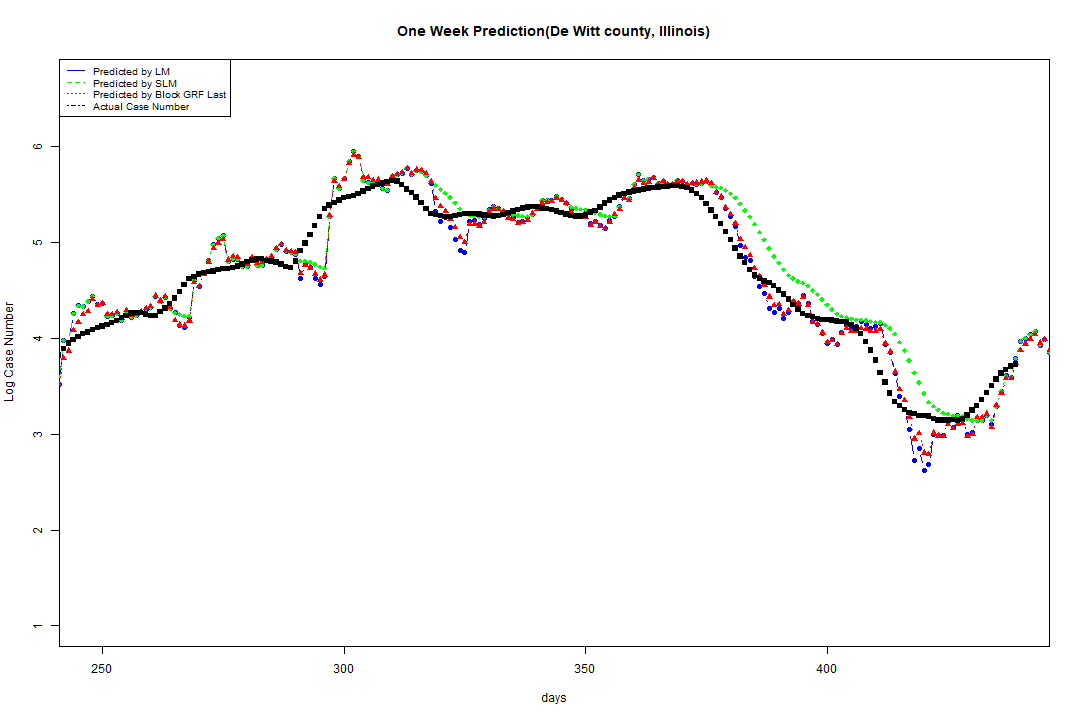 One Week Prediction(De Witt county, Illinois)
Predicted by LM
Predicted by SLM
Predicted by Block GRF Last
Actual Case Number
6
5
4
3
2
1
Log Case Number
250 300 350 400
days